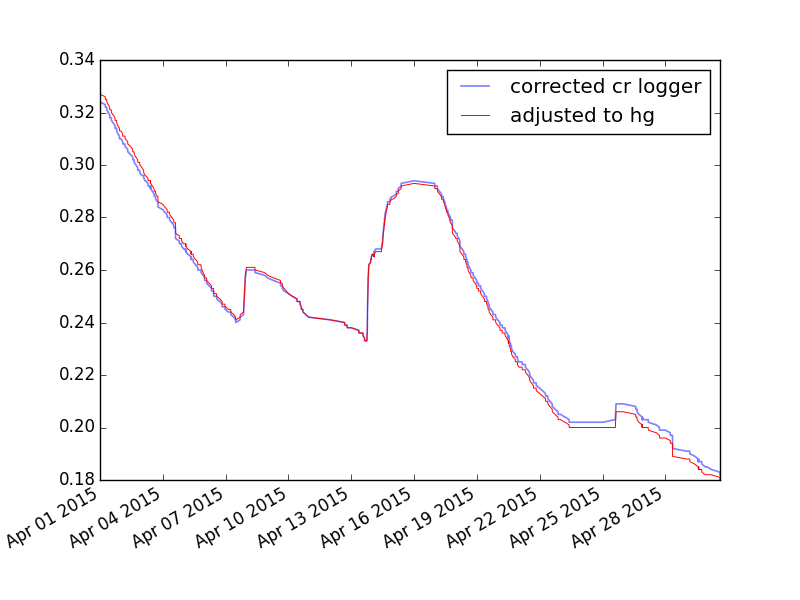 0.34
0.32
0.30
0.28
0.26
0.24
0.22
0.20
0.18
corrected cr logger
adjusted to hg
Apr 01 2015
Apr 04 2015
Apr 07 2015
Apr 10 2015
Apr 13 2015
Apr 16 2015
Apr 19 2015
Apr 22 2015
Apr 25 2015
Apr 28 2015